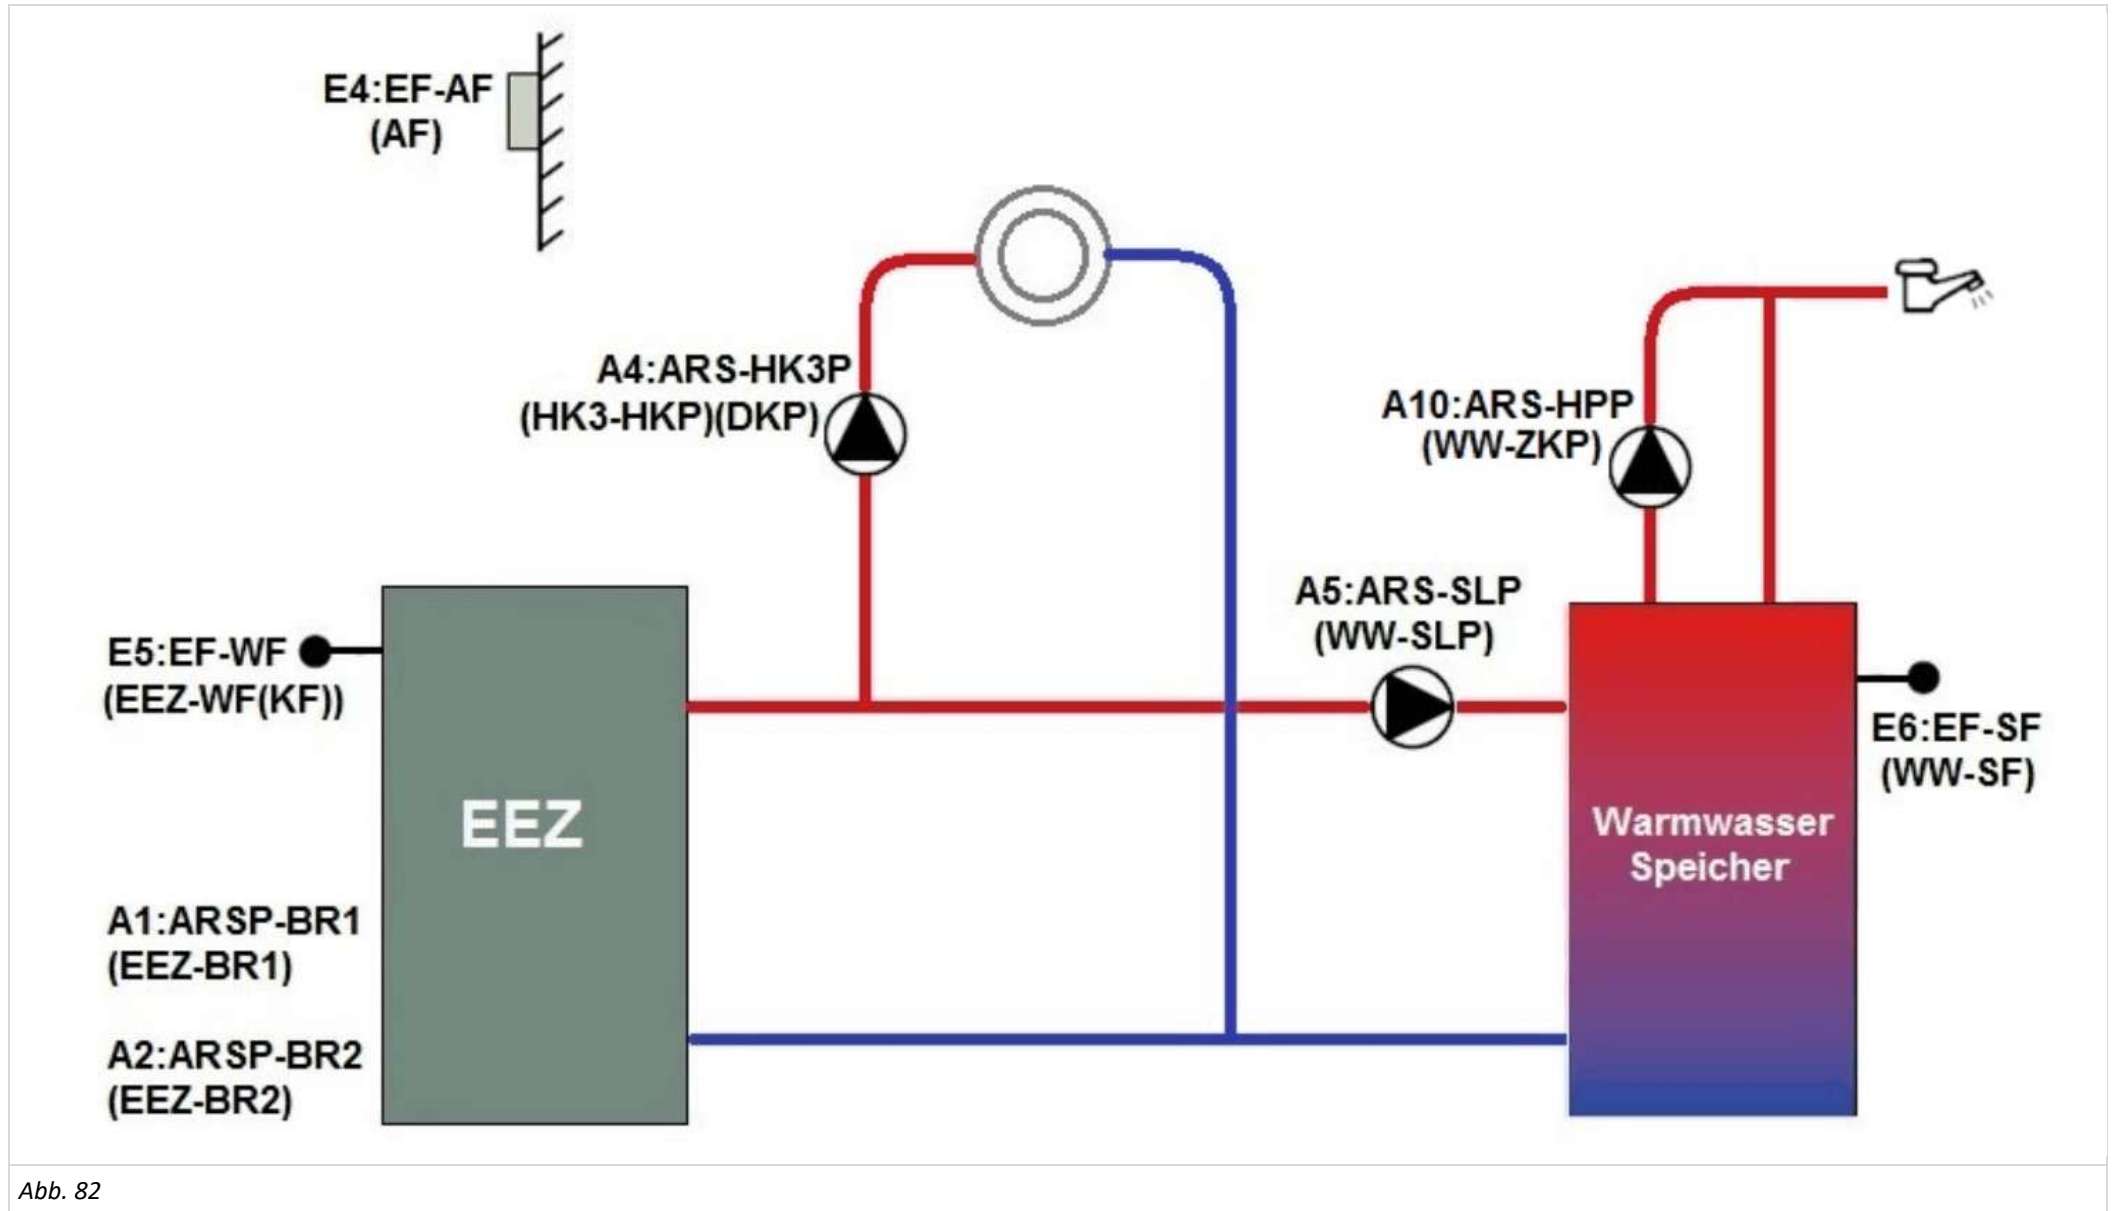 E4:EF-AF
(AF)
A4:ARS-HK3P
(HK3-HKP)(DKP)
A10:ARS-HPP
(WW-ZKP)
A5:ARS-SLP
(WW-SLP)
E5:EF-WF
(EEZ-WF(KF))
E6:EF-SF
(WW-SF)
EEZ
Warmwasser
Speicher
A1:ARSP-BR1
(EEZ-BR1)
A2:ARSP-BR2
(EEZ-BR2)
Abb. 82